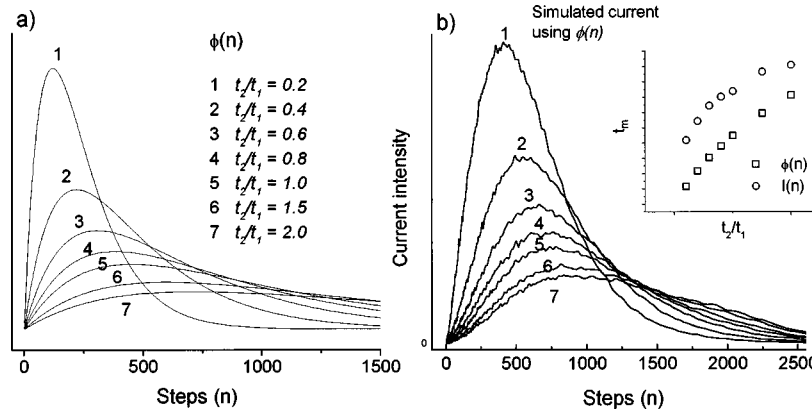 a)
ϕ(n)
1 t2/t1 = 0.2
2 t2/t1 = 0.4
3 t2/t1 = 0.6
4 t2/t1 = 0.8
5 t2/t1 = 1.0
6 t2/t1 = 1.5
7 t2/t1 = 2.0
1
2
3
4
5
6
7
0 500 1000 1500
Steps (n)
b)
Simulated current
using ϕ(n)
1
2
3
4
5
6
7
Current intensity
0
0 500 1000 1500 2000 2500
Steps (n)
tm
ϕ(n)
I(n)
t2/t1